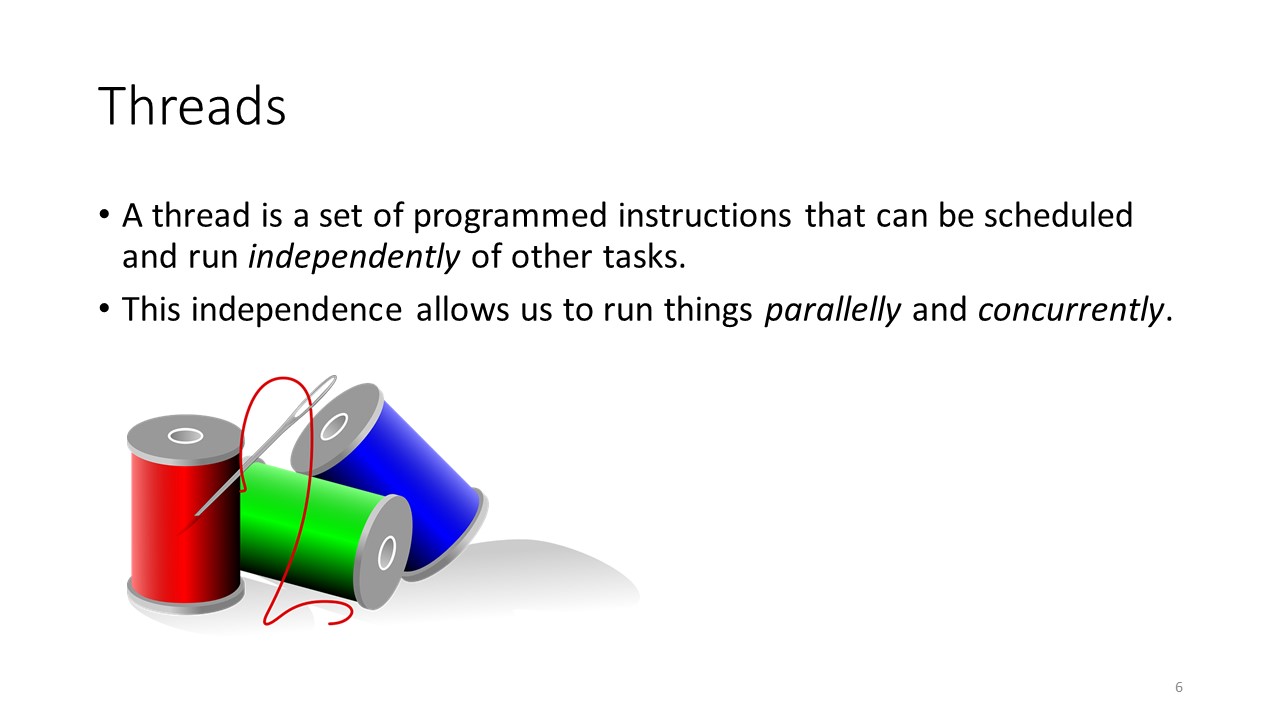 Threads
• A thread is a set of programmed instructions that can be scheduled
and run independently of other tasks.
• This independence allows us to run things parallelly and concurrently.
6